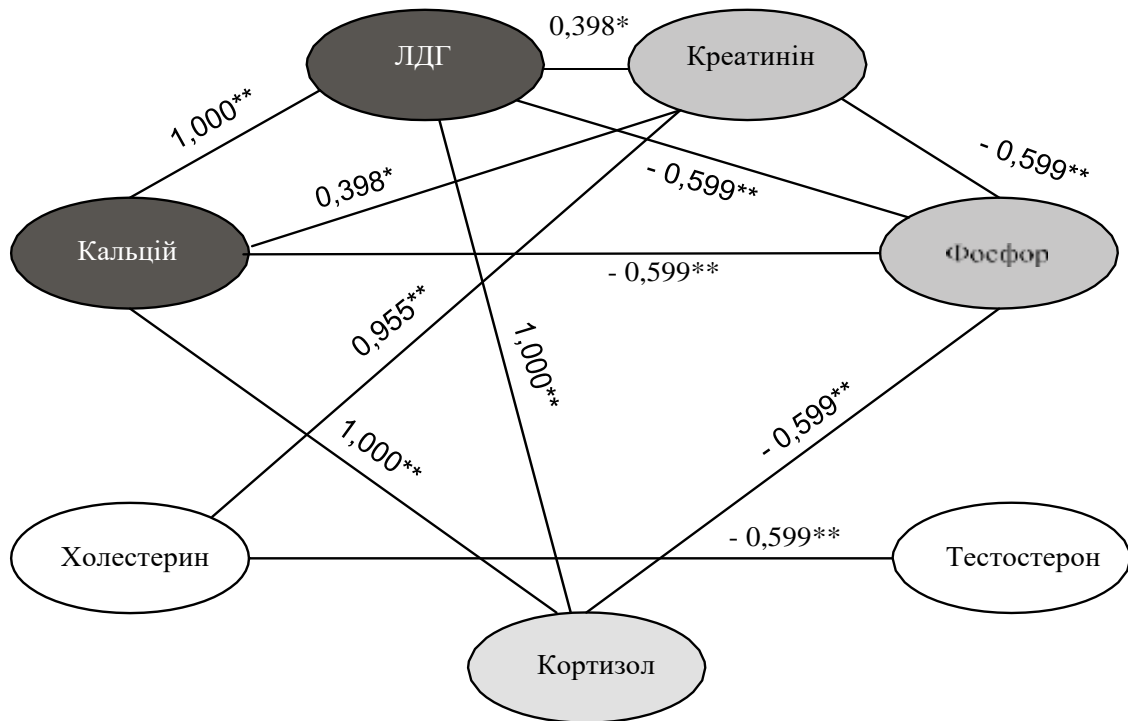 0,398*
ЛДГ
Креатинін
1,000**
- 0,599**
0,398*
- 0,599**
Кальцій
Фосфор
- 0,599**
0,955**
1,000**
- 0,599**
1,000**
- 0,599**
Холестерин
Тестостерон
Кортизол